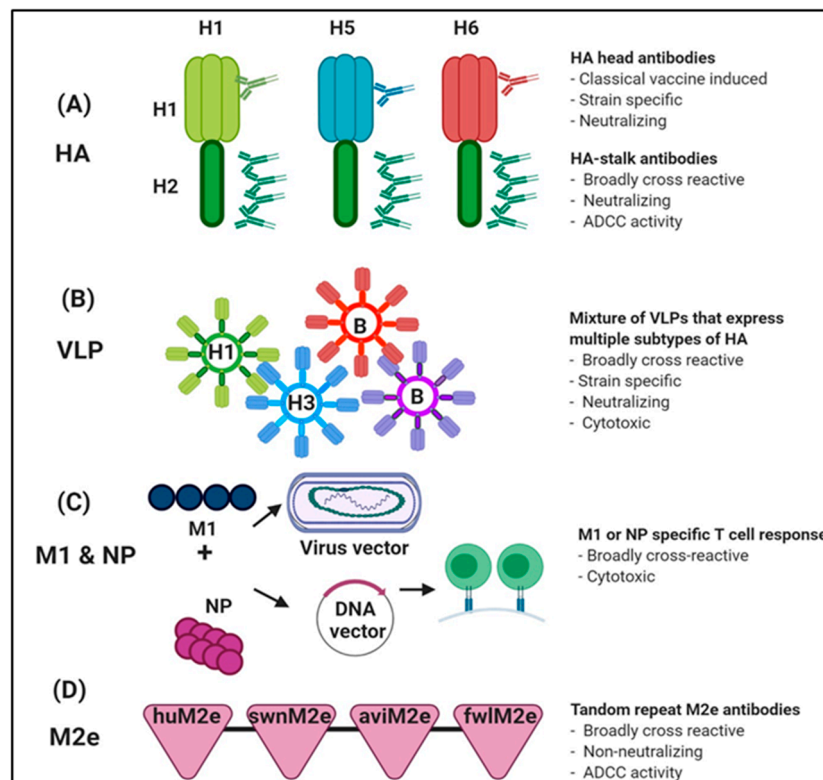 H1 H5 H6
(A)
HA
H1
H2
HA head antibodies
- Classical vaccine induced
- Strain specific
- Neutralizing
HA-stalk antibodies
- Broadly cross reactive
- Neutralizing
- ADCC activity
(B)
VLP
H1
B
H3
B
Mixture of VLPs that express
multiple subtypes of HA
- Broadly cross reactive
- Strain specific
- Neutralizing
- Cytotoxic
(C)
M1 & NP
M1
+
NP
Virus vector
DNA
vector
M1 or NP specific T cell response
- Broadly cross-reactive
- Cytotoxic
(D)
M2e
huM2e swnM2e aviM2e fwlM2e
Tandom repeat M2e antibodies
- Broadly cross reactive
- Non-neutralizing
- ADCC activity